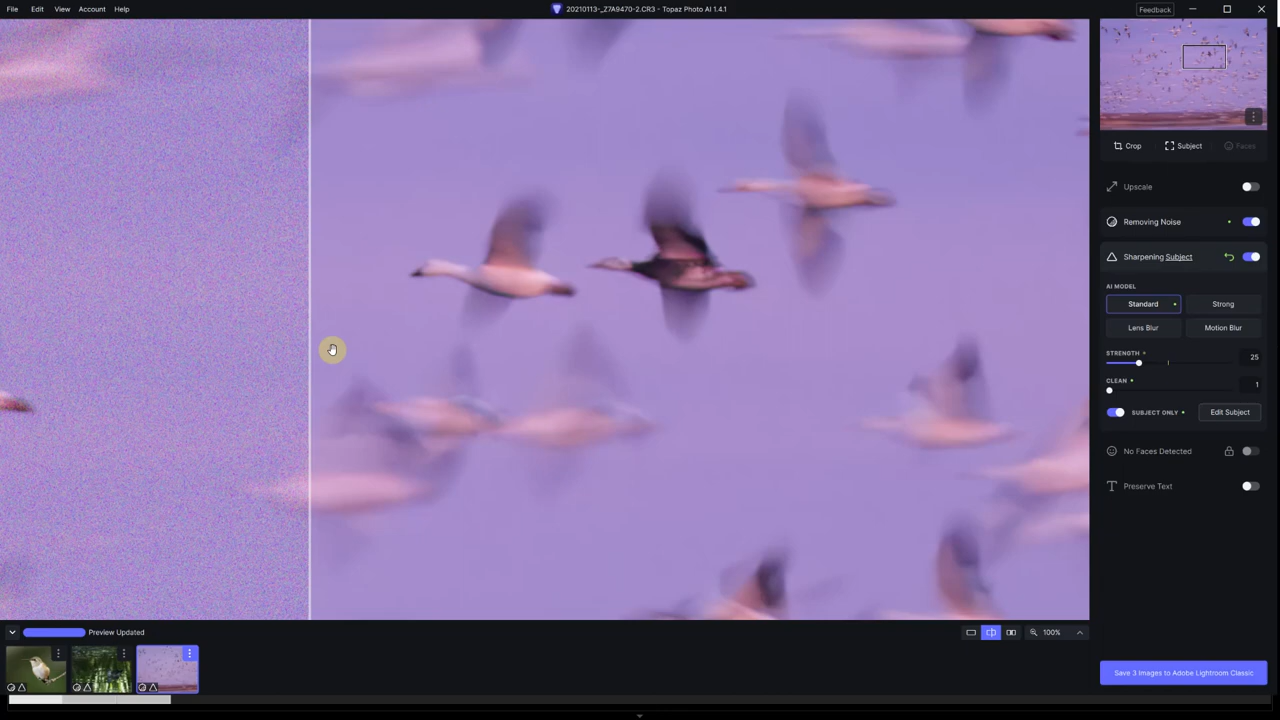 File Edit View Account Help
20210113-_Z7A9470-2.CR3 - Topaz Photo AI 1.4.1
Feedback
Crop Subject Faces
Upscale
Removing Noise
Sharpening Subject
AI MODEL
Standard Strong
Lens Blur Motion Blur
STRENGTH 25
CLEAN 1
SUBJECT ONLY Edit Subject
No Faces Detected
Preserve Text
Preview Updated
100%
Save 3 Images to Adobe Lightroom Classic